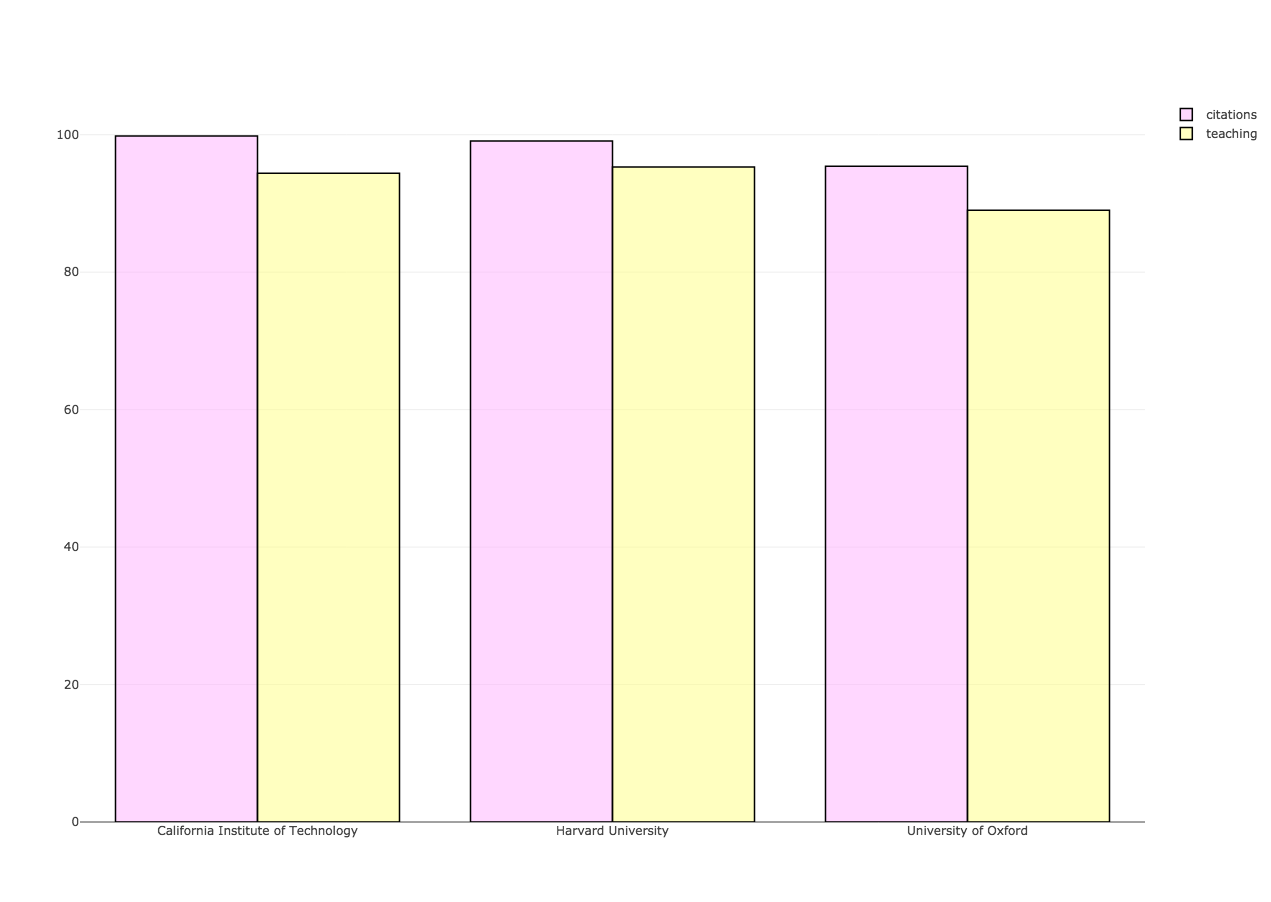 citations
teaching
100
80
60
40
20
0
California Institute of Technology
Harvard University
University of Oxford